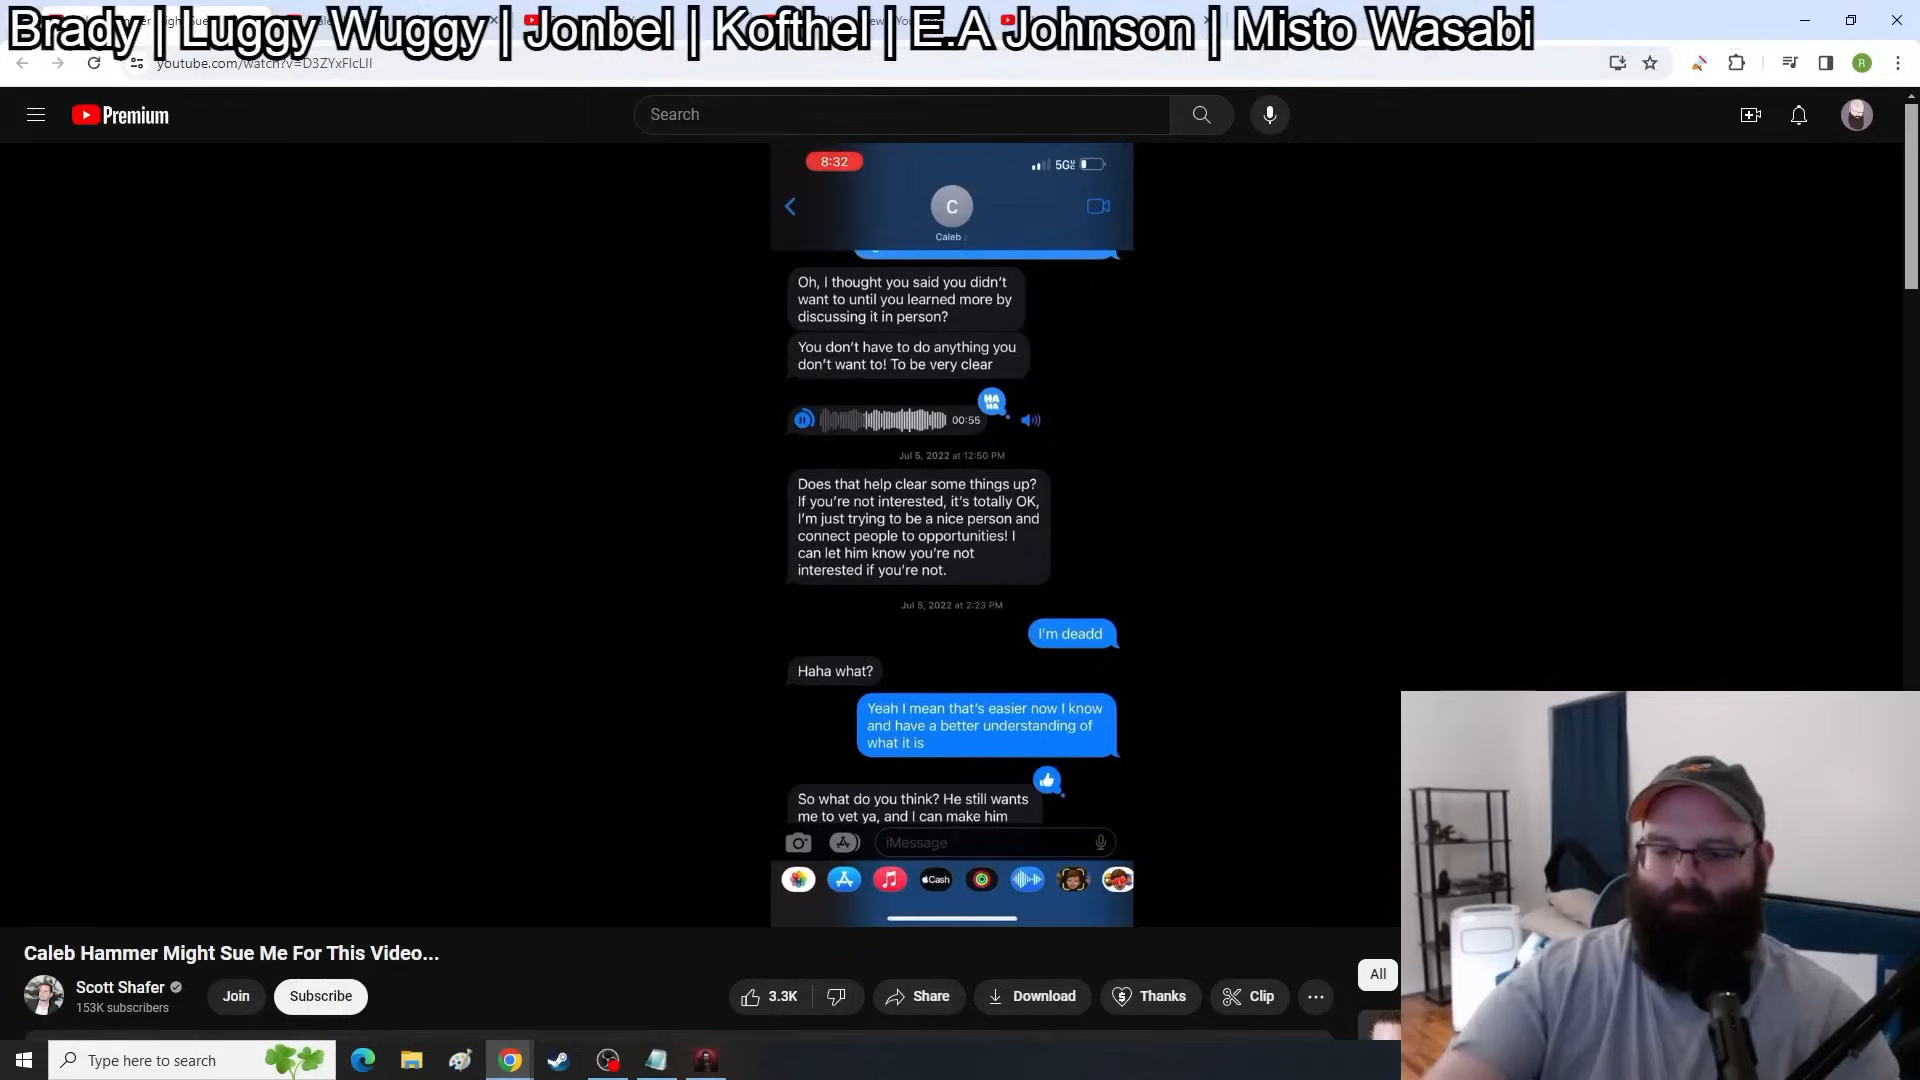 Brady | Luggy Wuggy | Jonbel | Kofthel | E.A Johnson | Misto Wasabi
youtube.com/watch?v=D3ZYxFIcLII
R
Premium
Search
8:32
5G
C
Caleb
Oh, I thought you said you didn't
want to until you learned more by
discussing it in person?
You don't have to do anything you
don't want to! To be very clear
HA
HA
00:55
Jul 5, 2022 at 12:50 PM
Does that help clear some things up?
If you're not interested, it's totally OK,
I'm just trying to be a nice person and
connect people to opportunities! I
can let him know you're not
interested if you're not.
Jul 5, 2022 at 2:23 PM
I'm deadd
Haha what?
Yeah I mean that's easier now I know
and have a better understanding of
what it is
So what do you think? He still wants
me to vet ya, and I can make him
iMessage
Cash
Caleb Hammer Might Sue Me For This Video...
Scott Shafer
153K subscribers
Join
Subscribe
3.3K
Share
Download
Thanks
Clip
All
Type here to search